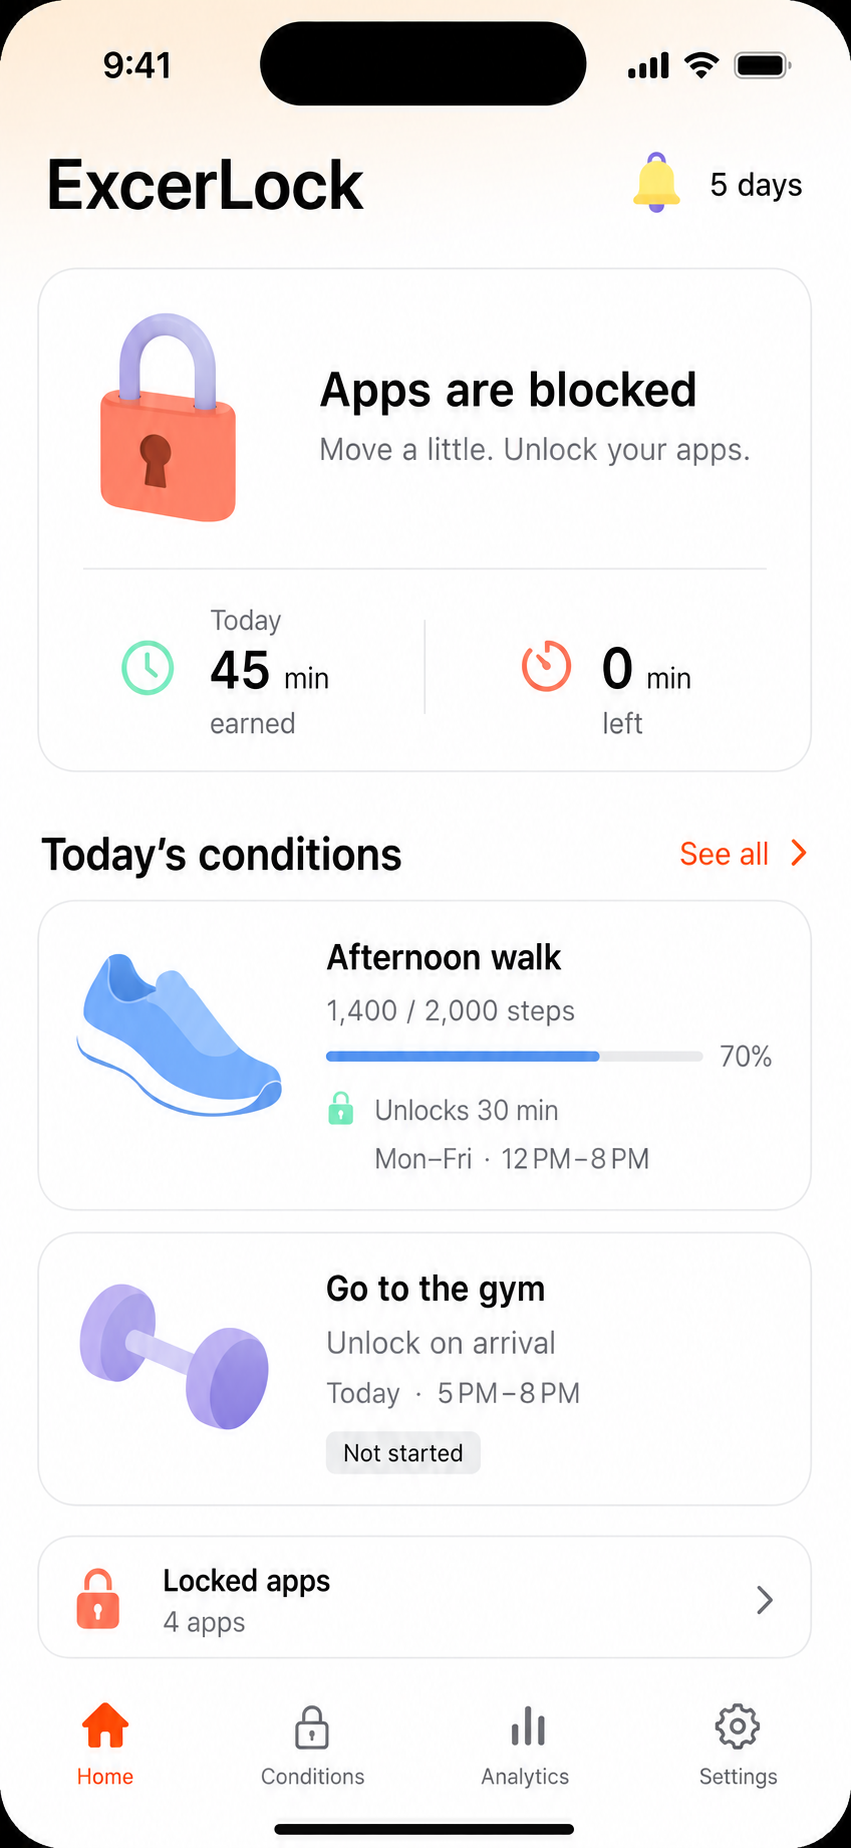 9:41
ExcerLock
5 days
Apps are blocked
Move a little. Unlock your apps.
Today
45 min
earned
0 min
left
Today's conditions
See all
Afternoon walk
1,400 / 2,000 steps
70%
Unlocks 30 min
Mon–Fri · 12 PM–8 PM
Go to the gym
Unlock on arrival
Today · 5 PM–8 PM
Not started
Locked apps
4 apps
Home
Conditions
Analytics
Settings